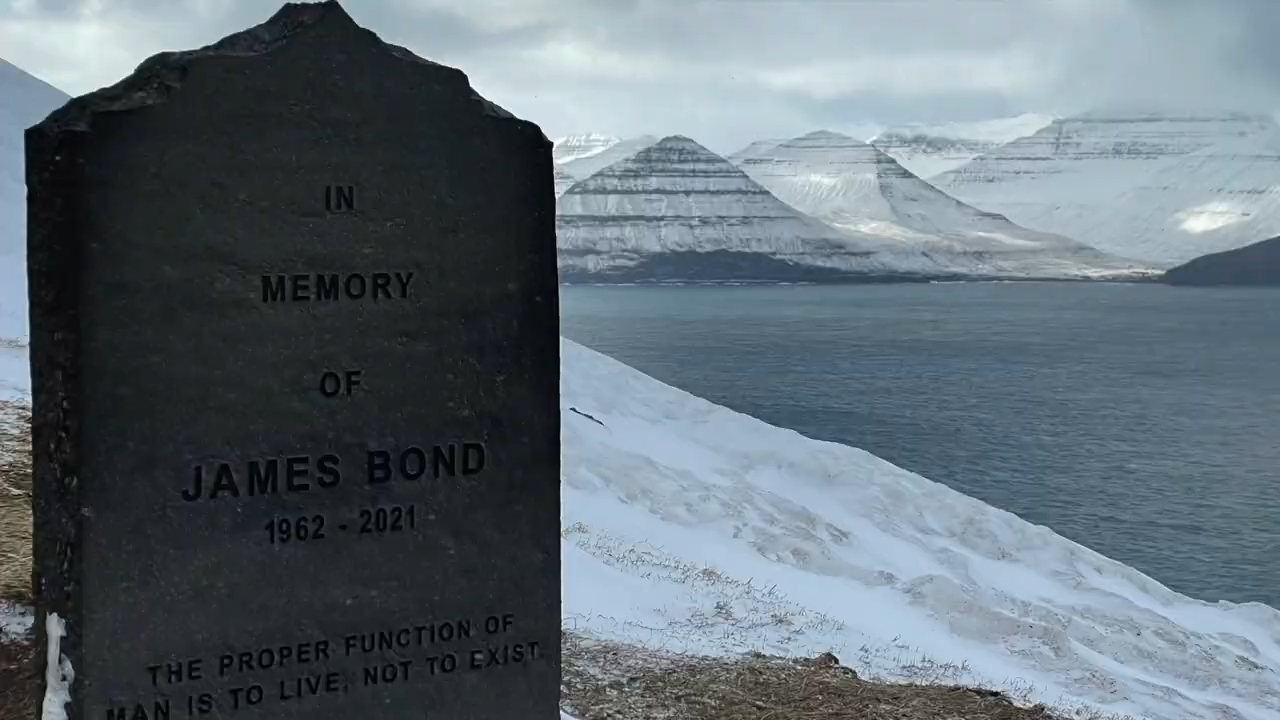 IN
MEMORY
OF
JAMES BOND
1962 - 2021
THE PROPER FUNCTION OF
MAN IS TO LIVE, NOT TO EXIST.